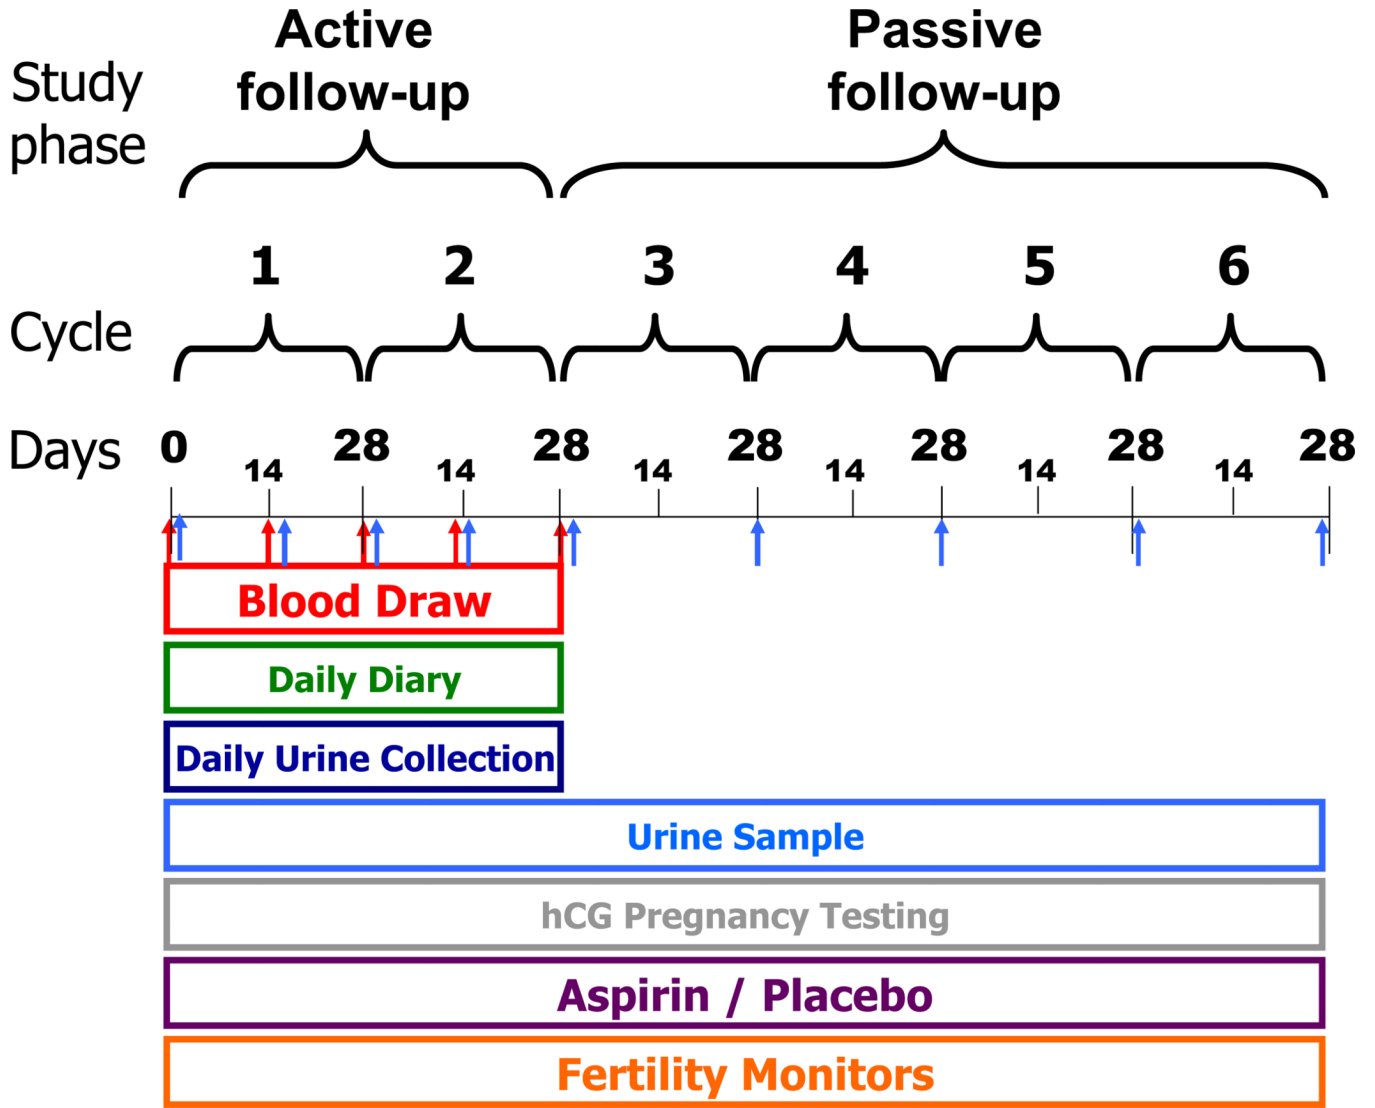 Active
follow-up
Passive
follow-up
Study
phase
1 2 3 4 5 6
Cycle
Days 0 14 28 14 28 14 28 14 28 14 28 14 28
Blood Draw
Daily Diary
Daily Urine Collection
Urine Sample
hCG Pregnancy Testing
Aspirin / Placebo
Fertility Monitors